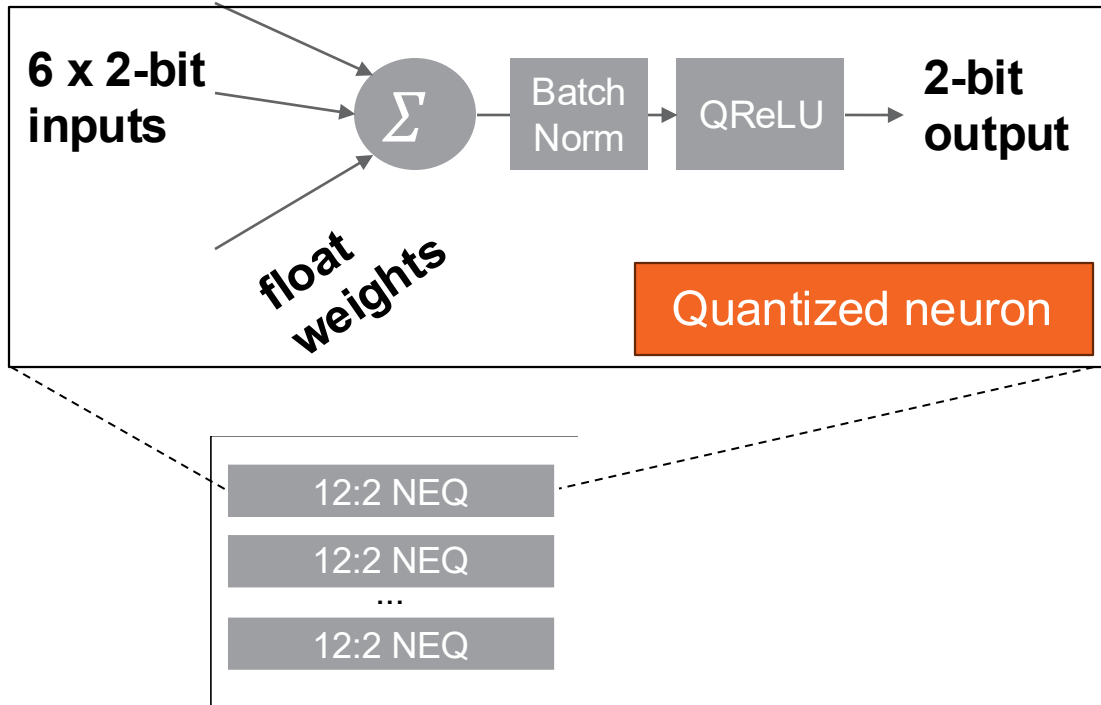 6 x 2-bit
inputs
Σ
Batch
Norm
QReLU
2-bit
output
float
weights
Quantized neuron
12:2 NEQ
12:2 NEQ
...
12:2 NEQ